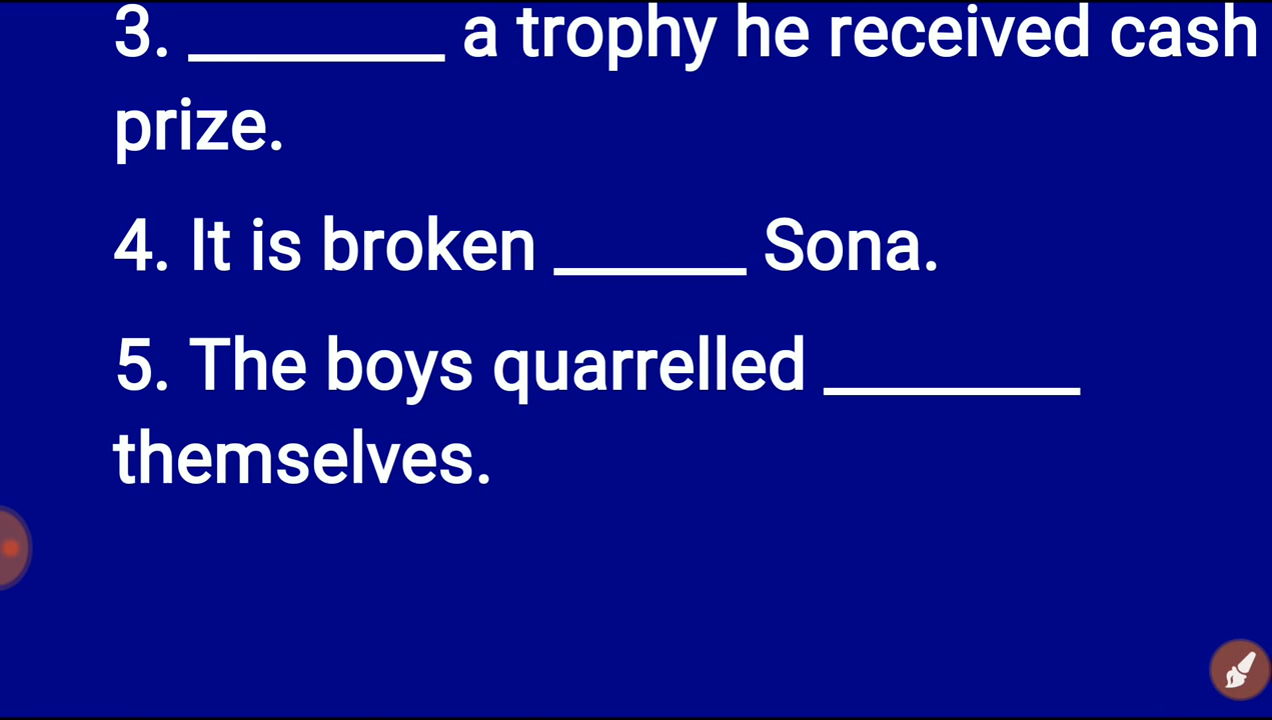 3. ________ a trophy he received cash
prize.
4. It is broken ______ Sona.
5. The boys quarrelled ________
themselves.